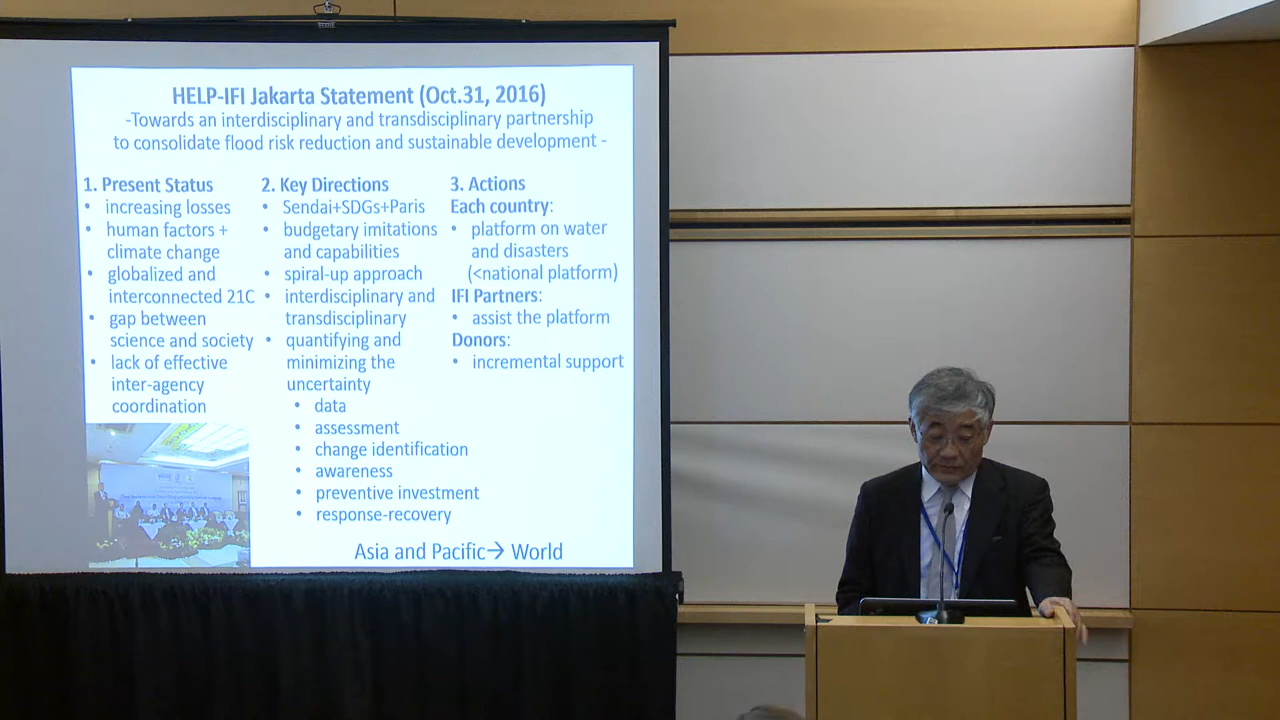 HELP-IFI Jakarta Statement (Oct.31, 2016)
-Towards an interdisciplinary and transdisciplinary partnership
to consolidate flood risk reduction and sustainable development -
1. Present Status
• increasing losses
• human factors +
climate change
• globalized and
interconnected 21C
• gap between
science and society
• lack of effective
inter-agency
coordination
2. Key Directions
• Sendai+SDGs+Paris
• budgetary imitations
and capabilities
• spiral-up approach
• interdisciplinary and
transdisciplinary
• quantifying and
minimizing the
uncertainty
• data
• assessment
• change identification
• awareness
• preventive investment
• response-recovery
3. Actions
Each country:
• platform on water
and disasters
(<national platform)
IFI Partners:
• assist the platform
Donors:
• incremental support
Asia and Pacific→ World